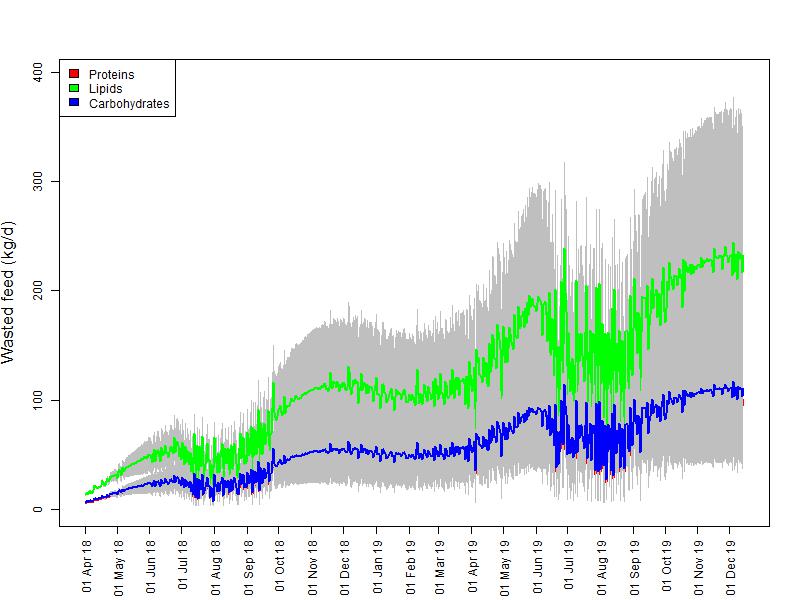 Proteins
Lipids
Carbohydrates
Wasted feed (kg/d)
400
300
200
100
0
01 Apr 18
01 May 18
01 Jun 18
01 Jul 18
01 Aug 18
01 Sep 18
01 Oct 18
01 Nov 18
01 Dec 18
01 Jan 19
01 Feb 19
01 Mar 19
01 Apr 19
01 May 19
01 Jun 19
01 Jul 19
01 Aug 19
01 Sep 19
01 Oct 19
01 Nov 19
01 Dec 19